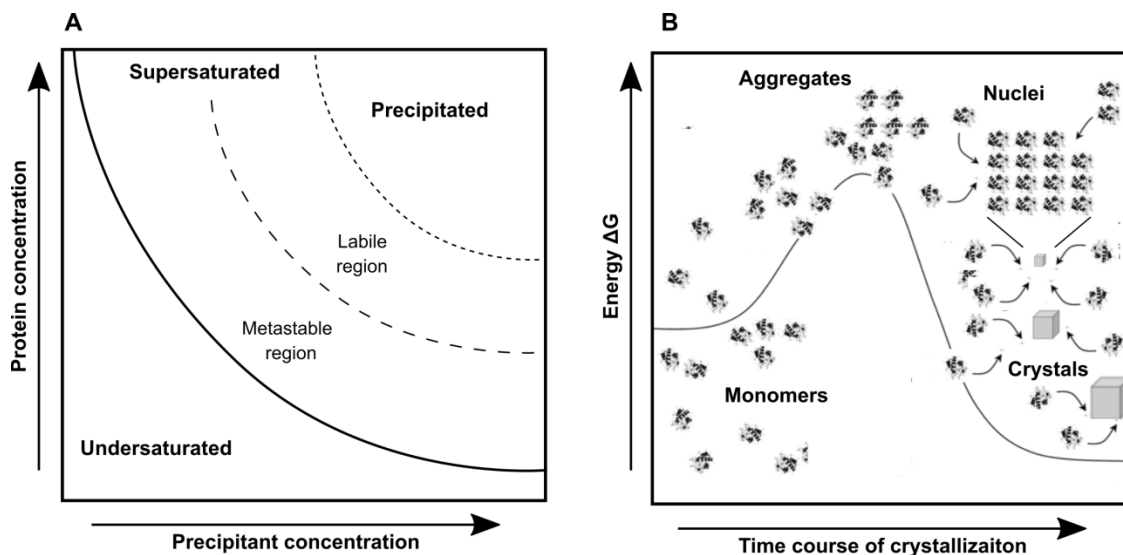 A
Supersaturated
Precipitated
Labile
region
Metastable
region
Undersaturated
Protein concentration
Precipitant concentration
B
Aggregates
Nuclei
Crystals
Monomers
Energy ΔG
Time course of crystallizaiton